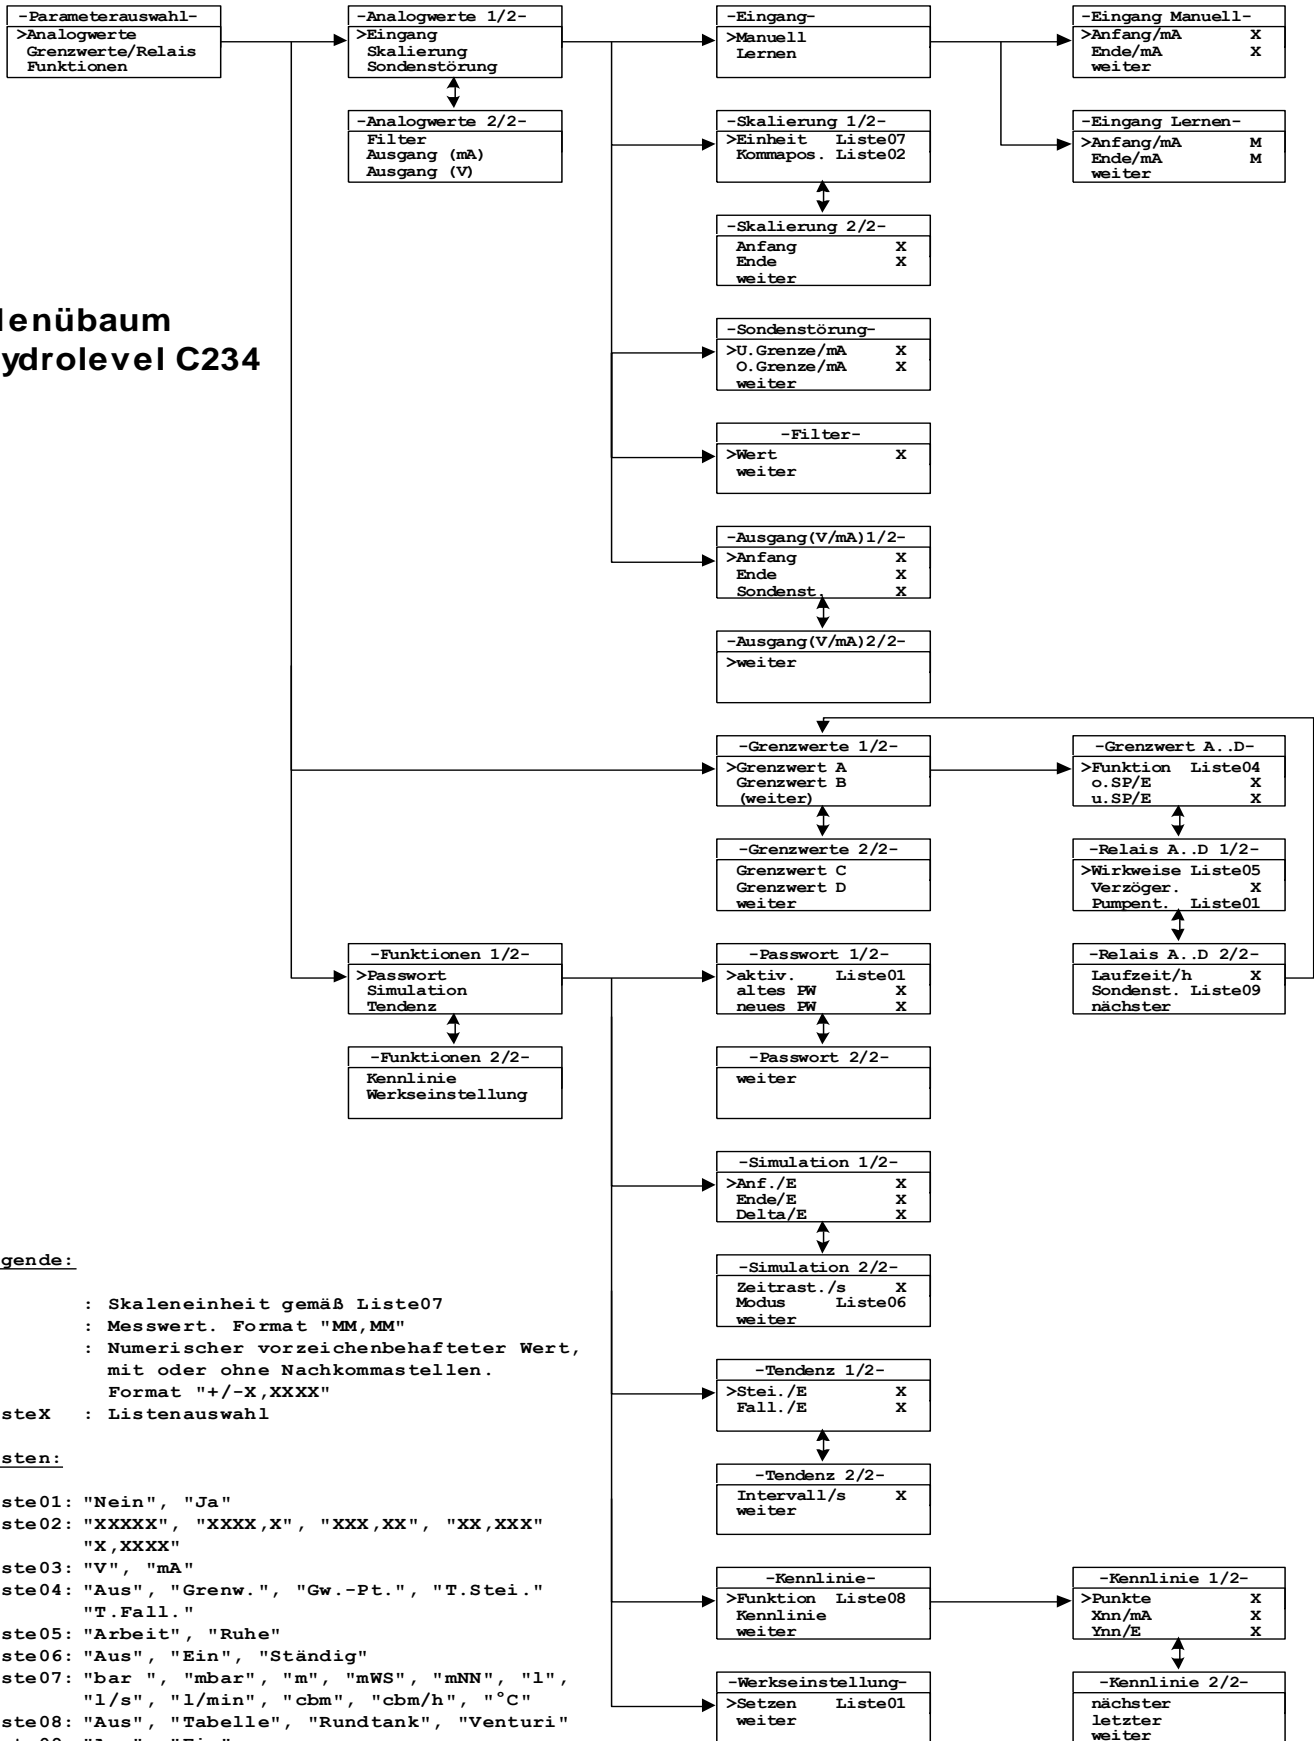 -Parameterauswahl-
>Analogwerte
Grenzwerte/Relais
Funktionen
-Analogwerte 1/2-
>Eingang
Skalierung
Sondenstörung
-Analogwerte 2/2-
Filter
Ausgang (mA)
Ausgang (V)
-Eingang-
>Manuell
Lernen
-Eingang Manuell-
>Anfang/mA X
Ende/mA X
weiter
-Eingang Lernen-
>Anfang/mA M
Ende/mA M
weiter
-Skalierung 1/2-
>Einheit Liste07
Kommapos. Liste02
-Skalierung 2/2-
Anfang X
Ende X
weiter
enübaum
ydrolevel C234
-Sondenstörung-
>U.Grenze/mA X
O.Grenze/mA X
weiter
-Filter-
>Wert X
weiter
-Ausgang(V/mA)1/2-
>Anfang X
Ende X
Sondenst. X
-Ausgang(V/mA)2/2-
>weiter
-Grenzwerte 1/2-
>Grenzwert A
Grenzwert B
(weiter)
-Grenzwerte 2/2-
Grenzwert C
Grenzwert D
weiter
-Grenzwert A..D-
>Funktion Liste04
o.SP/E X
u.SP/E X
-Relais A..D 1/2-
>Wirkweise Liste05
Verzöger. X
Pumpent. Liste01
-Relais A..D 2/2-
Laufzeit/h X
Sondenst. Liste09
nächster
-Funktionen 1/2-
>Passwort
Simulation
Tendenz
-Funktionen 2/2-
Kennlinie
Werkseinstellung
-Passwort 1/2-
>aktiv. Liste01
altes PW X
neues PW X
-Passwort 2/2-
weiter
-Simulation 1/2-
>Anf./E X
Ende/E X
Delta/E X
-Simulation 2/2-
Zeitrast./s X
Modus Liste06
weiter
-Tendenz 1/2-
>Stei./E X
Fall./E X
-Tendenz 2/2-
Intervall/s X
weiter
-Kennlinie-
>Funktion Liste08
Kennlinie
weiter
-Kennlinie 1/2-
>Punkte X
Xnn/mA X
Ynn/E X
-Kennlinie 2/2-
nächster
letzter
weiter
-Werkseinstellung-
>Setzen Liste01
weiter
gende:
: Skaleneinheit gemäß Liste07
: Messwert. Format "MM,MM"
: Numerischer vorzeichenbehafteter Wert,
mit oder ohne Nachkommastellen.
Format "+/-X,XXXX"
steX : Listenauswahl
sten:
ste01: "Nein", "Ja"
ste02: "XXXXX", "XXXX,X", "XXX,XX", "XX,XXX"
"X,XXXX"
ste03: "V", "mA"
ste04: "Aus", "Grenw.", "Gw.-Pt.", "T.Stei."
"T.Fall."
ste05: "Arbeit", "Ruhe"
ste06: "Aus", "Ein", "Ständig"
ste07: "bar ", "mbar", "m", "mWS", "mNN", "l",
"l/s", "l/min", "cbm", "cbm/h", "°C"
ste08: "Aus", "Tabelle", "Rundtank", "Venturi"